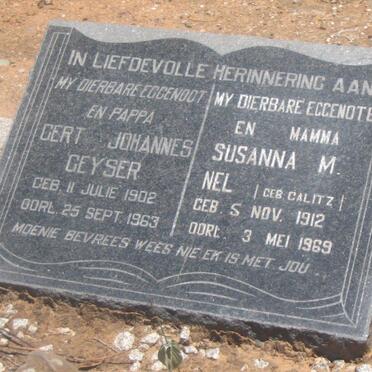 IN LIEFDEVOLLE HERINNERING AAN
MY DIERBARE EGGENOOT
EN PAPPA
GERT JOHANNES
GEYSER
GEB. 11 JULIE 1902
OORL. 25 SEPT. 1963
MY DIERBARE EGGENOTE
EN MAMMA
SUSANNA M
NEL (GEB CALITZ)
GEB. 5 NOV. 1912
OORL. 3 MEI 1969
MOENIE BEVREES WEES NIE EK IS MET JOU